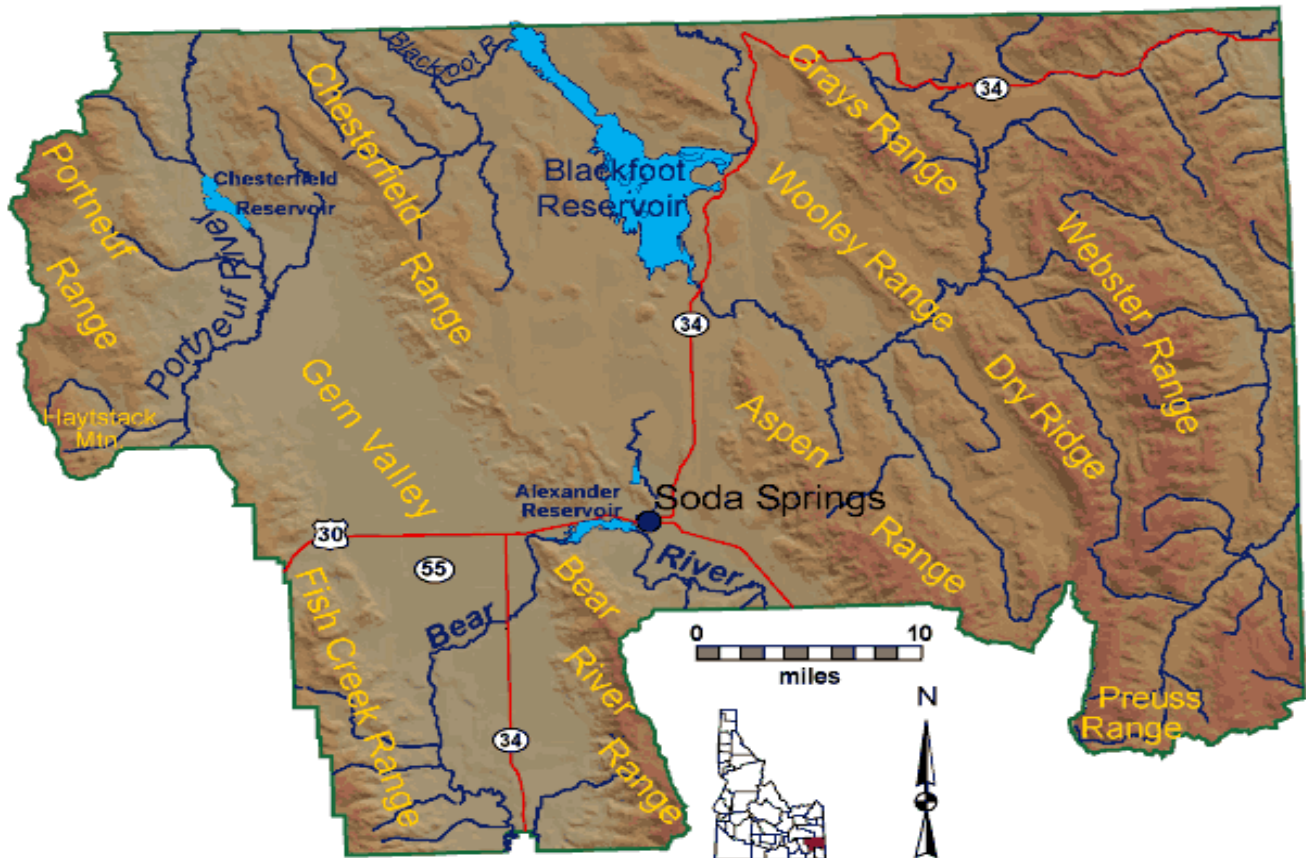 Blackfoot R.
Grays Range
34
Chesterfield Range
Portneuf Range
Chesterfield
Reservoir
Blackfoot
Reservoir
Wooley Range
Webster Range
Portneuf River
34
Gem Valley
Dry Ridge
Haytstack
Mtn.
Aspen Range
Alexander
Reservoir
Soda Springs
30
55
Bear River
Bear River Range
Fish Creek Range
0 10
miles
N
Preuss
Range
34